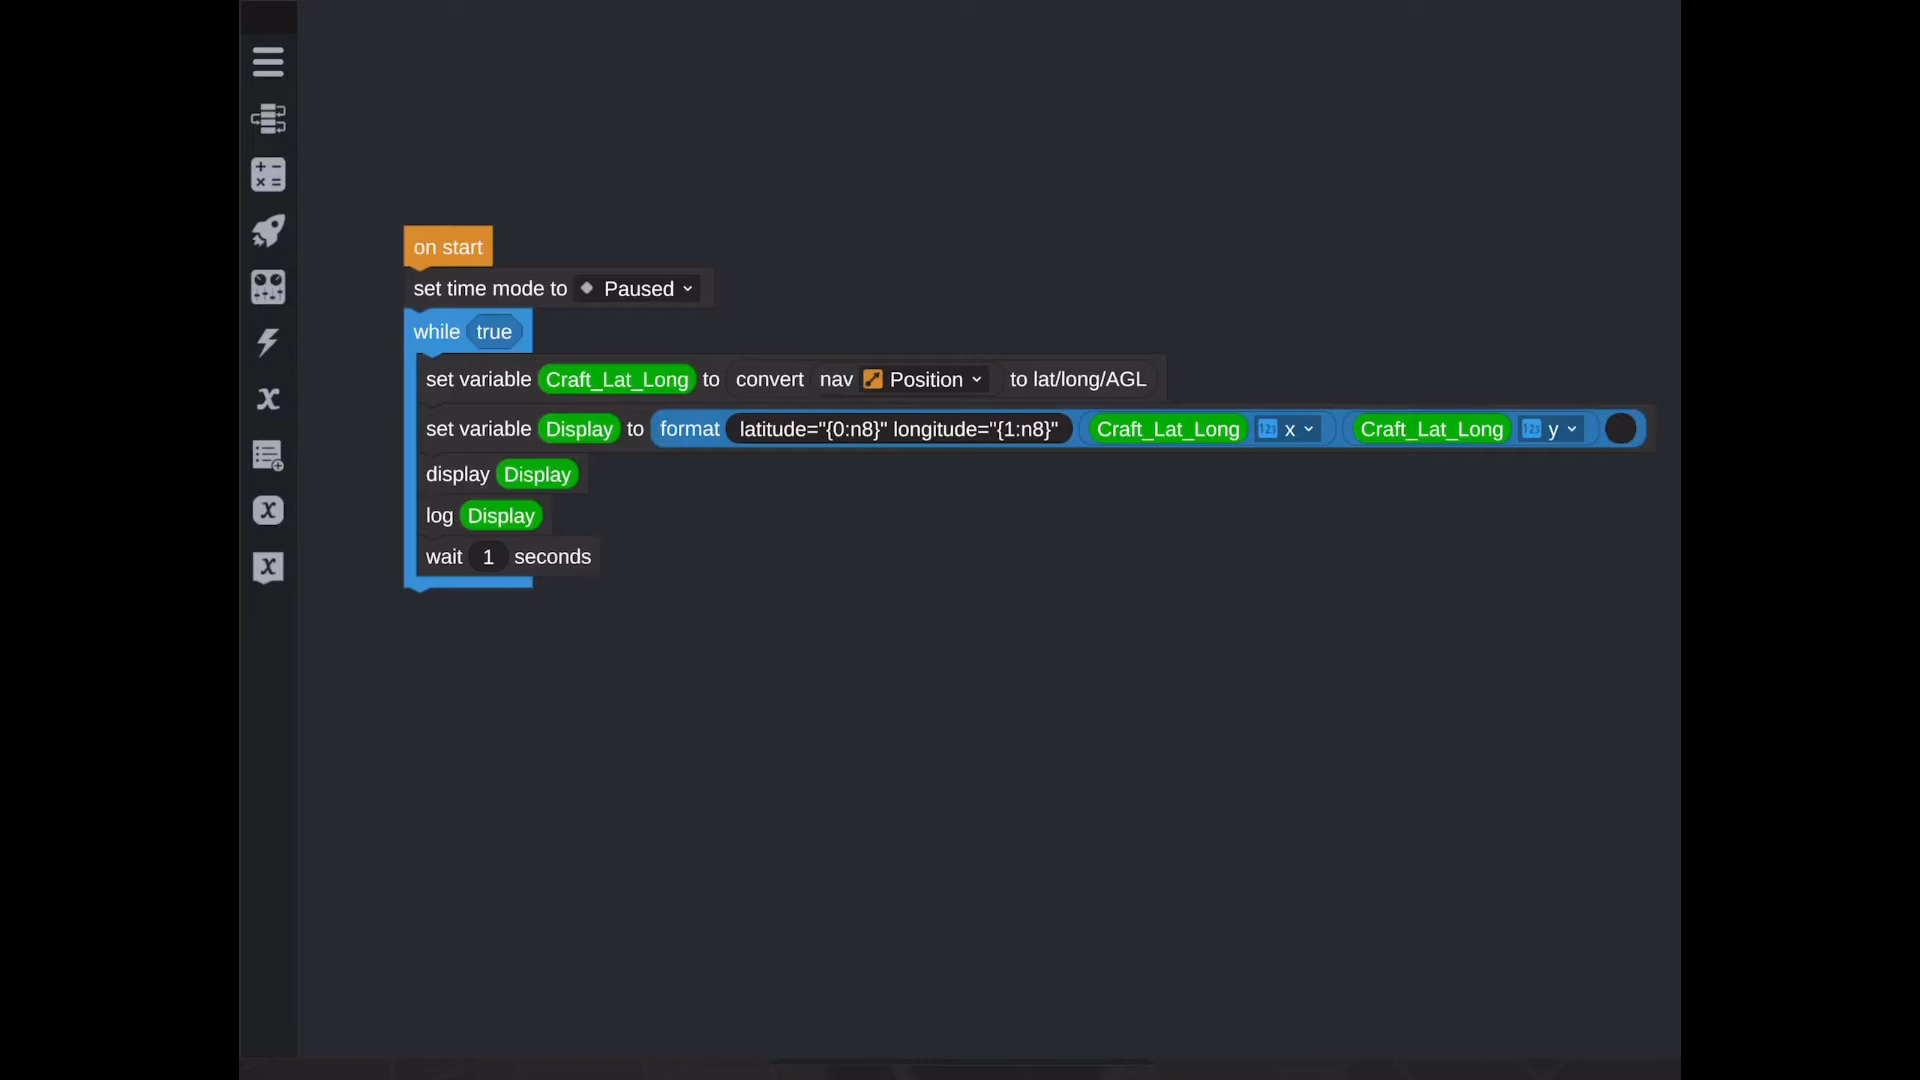 on start
set time mode to Paused
while true
set variable Craft_Lat_Long to convert nav Position to lat/long/AGL
set variable Display to format latitude="{0:n8}" longitude="{1:n8}" Craft_Lat_Long 123 x Craft_Lat_Long 123 y
display Display
log Display
wait 1 seconds